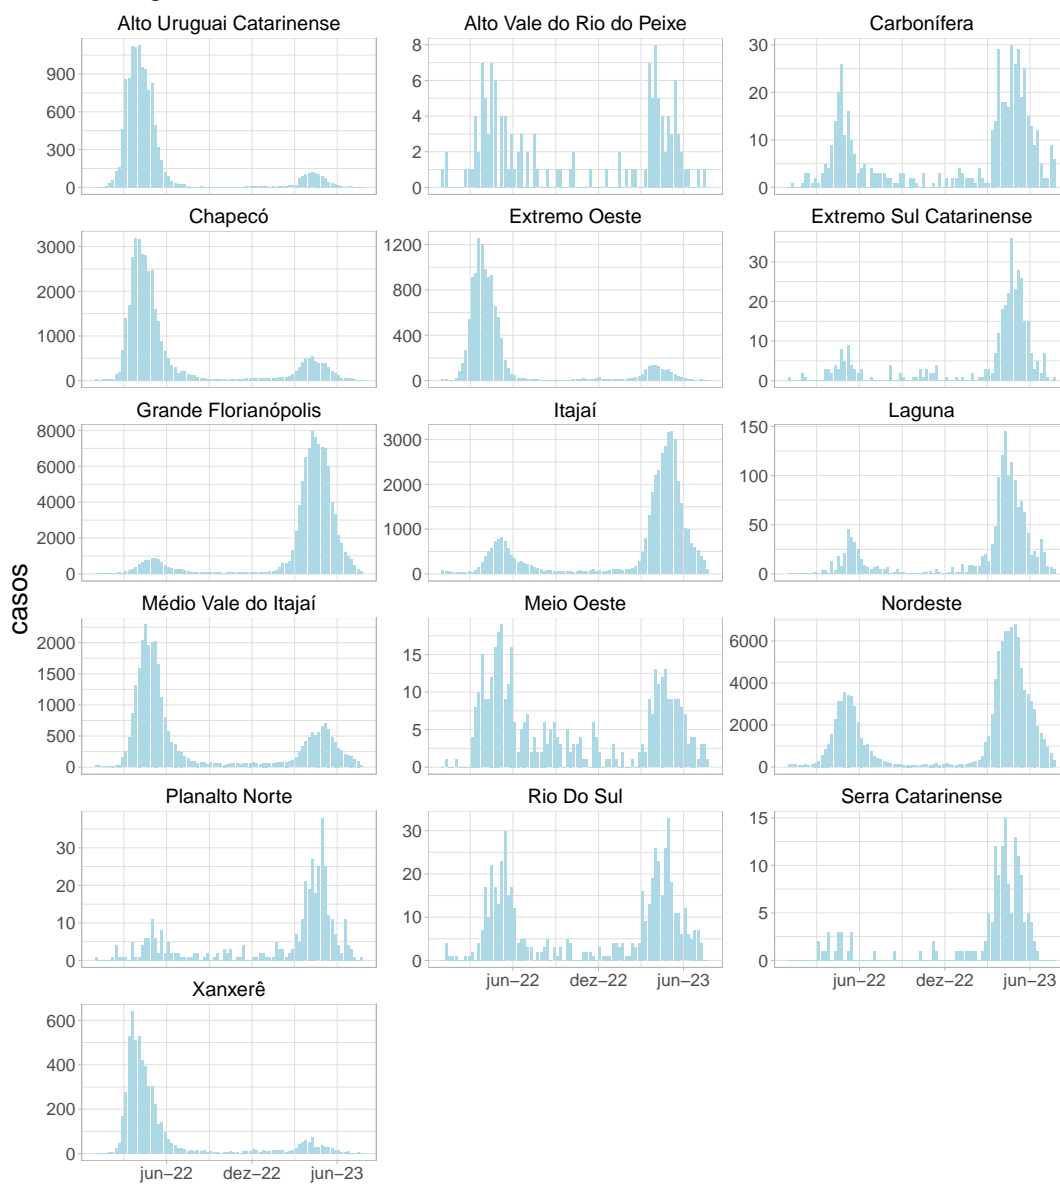 Alto Uruguai Catarinense Alto Vale do Rio do Peixe Carbonífera
900 8 30
600 6 20
300 4 10
0 2 0
0
Chapecó Extremo Oeste Extremo Sul Catarinense
3000 1200 30
2000 800 20
1000 400 10
0 0 0
Grande Florianópolis Itajaí Laguna
8000 3000 150
6000 2000 100
4000 1000 50
2000 0 0
0
casos
Médio Vale do Itajaí Meio Oeste Nordeste
2000 15 6000
1500 10 4000
1000 5 2000
500 0 0
0
Planalto Norte Rio Do Sul Serra Catarinense
30 30 15
20 20 10
10 10 5
0 0 0
jun−22 dez−22 jun−23 jun−22 dez−22 jun−23
Xanxerê
600
400
200
0
jun−22 dez−22 jun−23